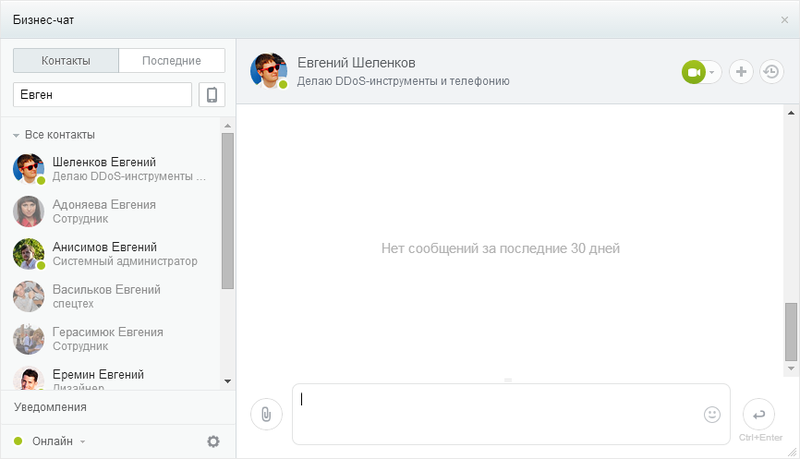 Бизнес-чат
Контакты
Последние
Евген
Все контакты
Шеленков Евгений
Делаю DDoS-инструменты ...
Адоняева Евгения
Сотрудник
Анисимов Евгений
Системный администратор
Васильков Евгений
спецтех
Герасимюк Евгения
Сотрудник
Еремин Евгений
Дизайнер
Уведомления
Онлайн
Евгений Шеленков
Делаю DDoS-инструменты и телефонию
Нет сообщений за последние 30 дней
Ctrl+Enter